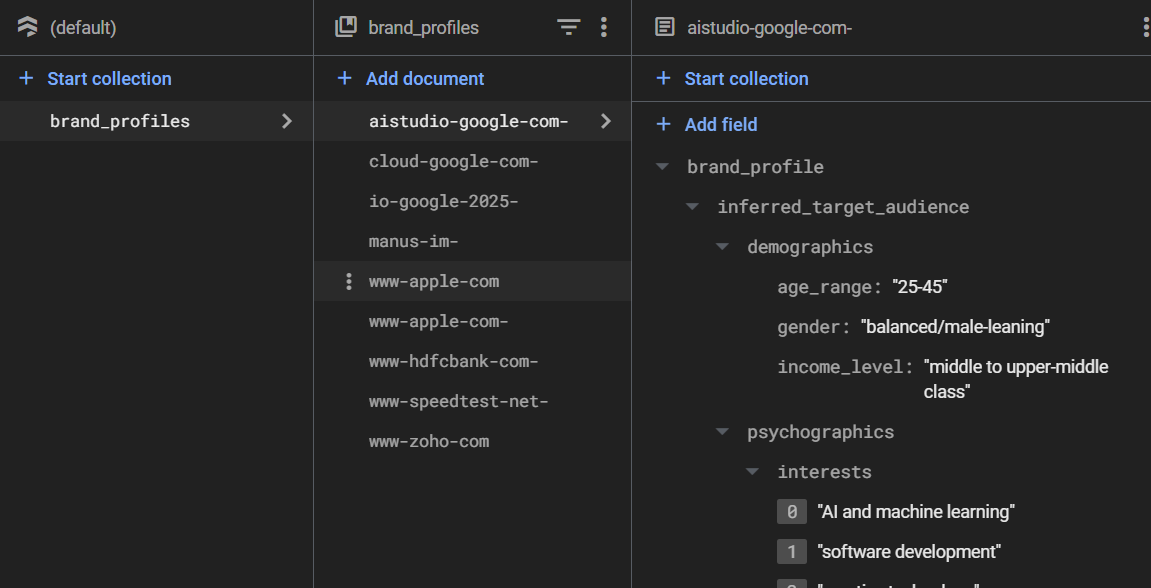 (default)
Start collection
brand_profiles
brand_profiles
Add document
aistudio-google-com-
cloud-google-com-
io-google-2025-
manus-im-
www-apple-com
www-apple-com-
www-hdfcbank-com-
www-speedtest-net-
www-zoho-com
aistudio-google-com-
Start collection
Add field
brand_profile
inferred_target_audience
demographics
age_range: "25-45"
gender: "balanced/male-leaning"
income_level: "middle to upper-middle
class"
psychographics
interests
0 "AI and machine learning"
1 "software development"